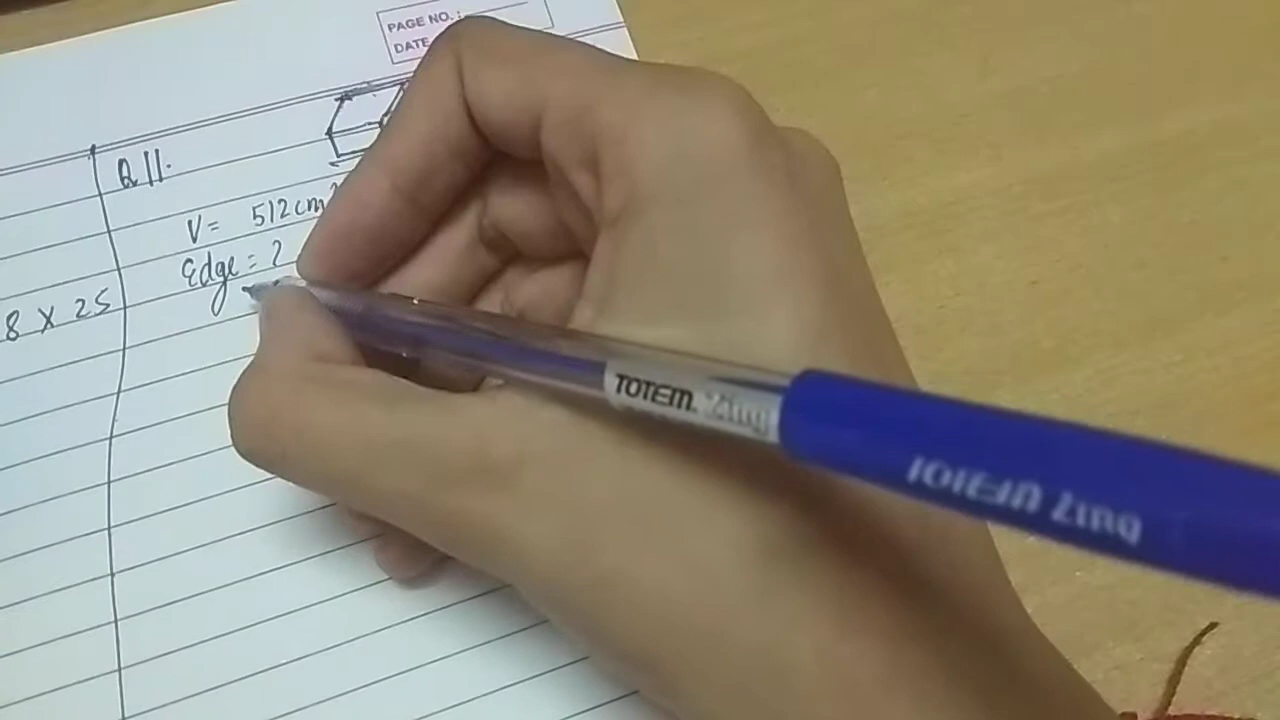 PAGE NO. :
DATE
Q11.
V= 512cm
Edge = ?
8 X 25
TOTEM. Zing
TOTEM Zing